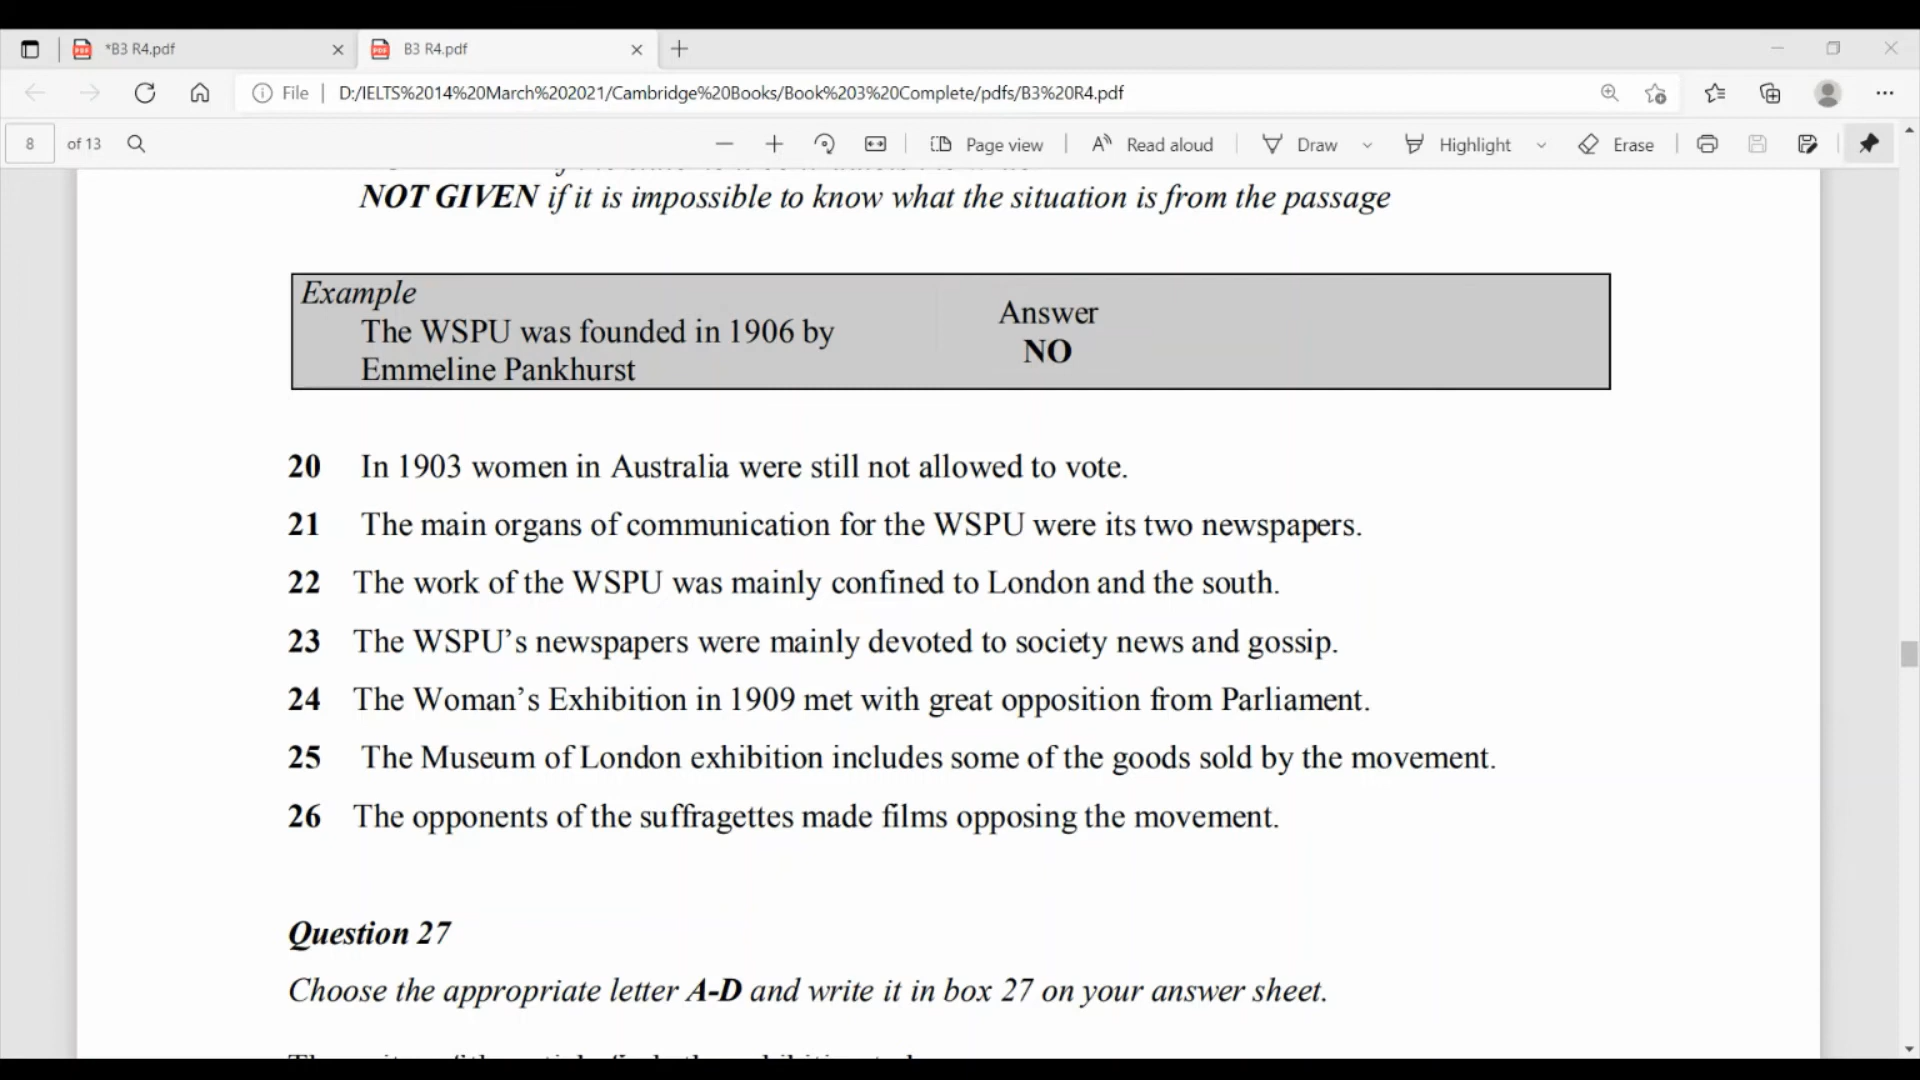 *B3 R4.pdf
B3 R4.pdf
File
D:/IELTS%2014%20March%202021/Cambridge%20Books/Book%203%20Complete/pdfs/B3%20R4.pdf
8 of 13
Page view
Read aloud
Draw
Highlight
Erase
NOT GIVEN if it is impossible to know what the situation is from the passage
Example
Answer
The WSPU was founded in 1906 by
NO
Emmeline Pankhurst
20 In 1903 women in Australia were still not allowed to vote.
21 The main organs of communication for the WSPU were its two newspapers.
22 The work of the WSPU was mainly confined to London and the south.
23 The WSPU’s newspapers were mainly devoted to society news and gossip.
24 The Woman’s Exhibition in 1909 met with great opposition from Parliament.
25 The Museum of London exhibition includes some of the goods sold by the movement.
26 The opponents of the suffragettes made films opposing the movement.
Question 27
Choose the appropriate letter A-D and write it in box 27 on your answer sheet.